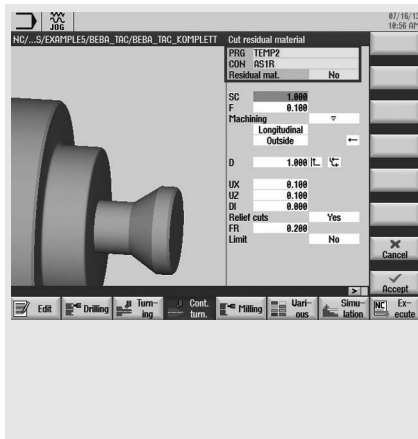 JOG
07/16/13
10:56 AM
NC/...S/EXAMPLES/BEBA_TAC/BEBA_TAC_KOMPLETT
Cut residual material
PRG TEMP2
CON AS1R
Residual mat. No
SC 1.000
F 0.100
Machining ▽
Longitudinal
Outside ←
D 1.000
UX 0.100
UZ 0.100
DI 0.000
Relief cuts Yes
FR 0.200
Limit No
Cancel
Accept
>
Edit Drilling Turn- Cont. Milling Vari- Simu- NC Ex-
ing turn. ous lation ecute